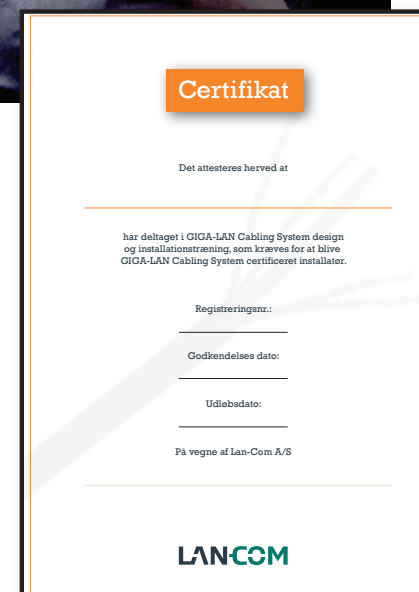 Certifikat
Det attesteres herved at
har deltaget i GIGA-LAN Cabling System design
og installationstræning, som kræves for at blive
GIGA-LAN Cabling System certificeret installatør.
Registreringsnr.:
Godkendelses dato:
Udløbsdato:
På vegne af Lan-Com A/S
LAN-COM